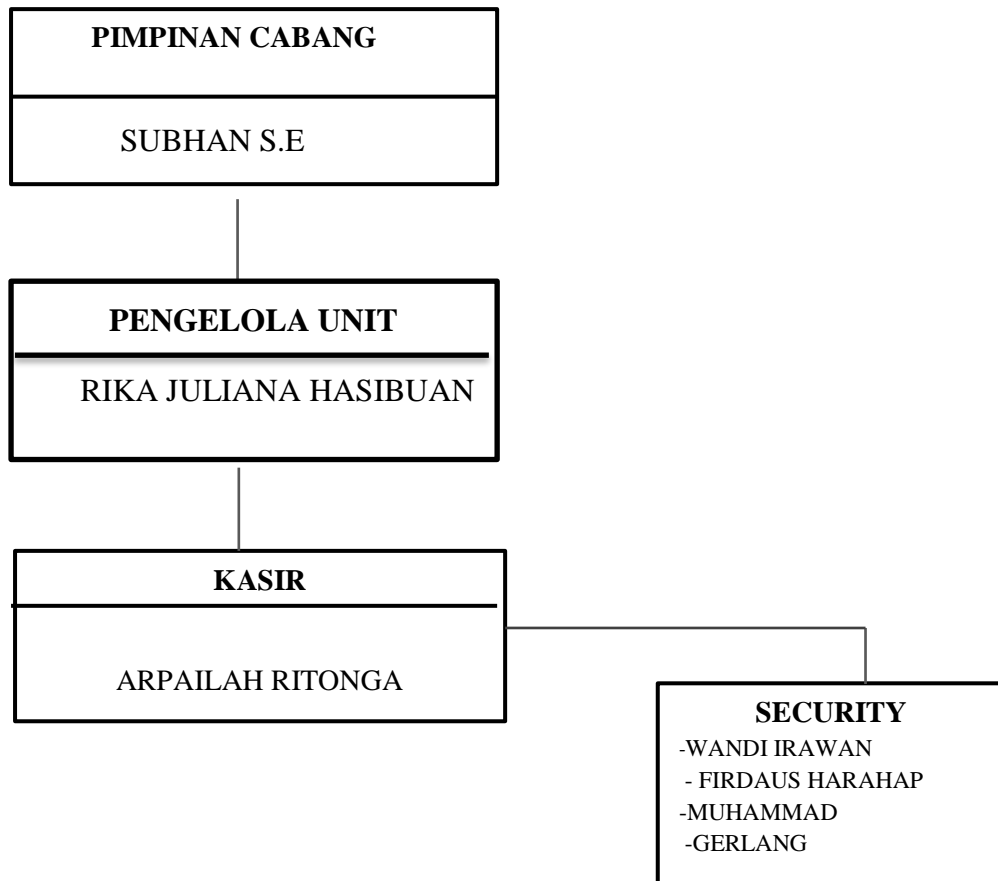 PIMPINAN CABANG
SUBHAN S.E
PENGELOLA UNIT
RIKA JULIANA HASIBUAN
KASIR
ARPAILAH RITONGA
SECURITY
-WANDI IRAWAN
- FIRDAUS HARAHAP
-MUHAMMAD
-GERLANG